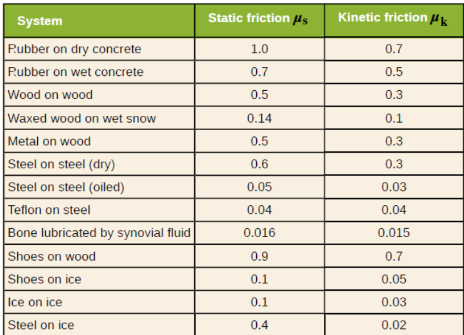 System Static friction μs Kinetic friction μk
Rubber on dry concrete 1.0 0.7
Rubber on wet concrete 0.7 0.5
Wood on wood 0.5 0.3
Waxed wood on wet snow 0.14 0.1
Metal on wood 0.5 0.3
Steel on steel (dry) 0.6 0.3
Steel on steel (oiled) 0.05 0.03
Teflon on steel 0.04 0.04
Bone lubricated by synovial fluid 0.016 0.015
Shoes on wood 0.9 0.7
Shoes on ice 0.1 0.05
Ice on ice 0.1 0.03
Steel on ice 0.4 0.02